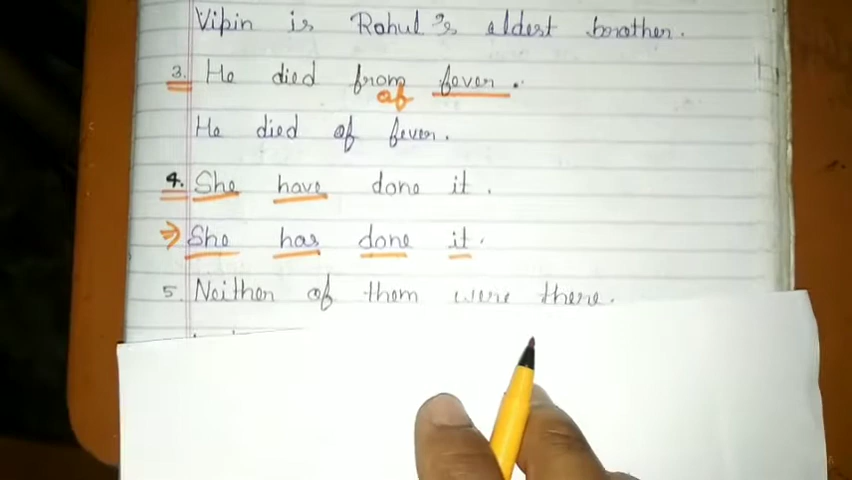 Vipin is Rahul's eldest borother.
3. He died from fever.
of
He died of fever.
4. She have done it.
⇒ She has done it.
5. Neither of them were there.